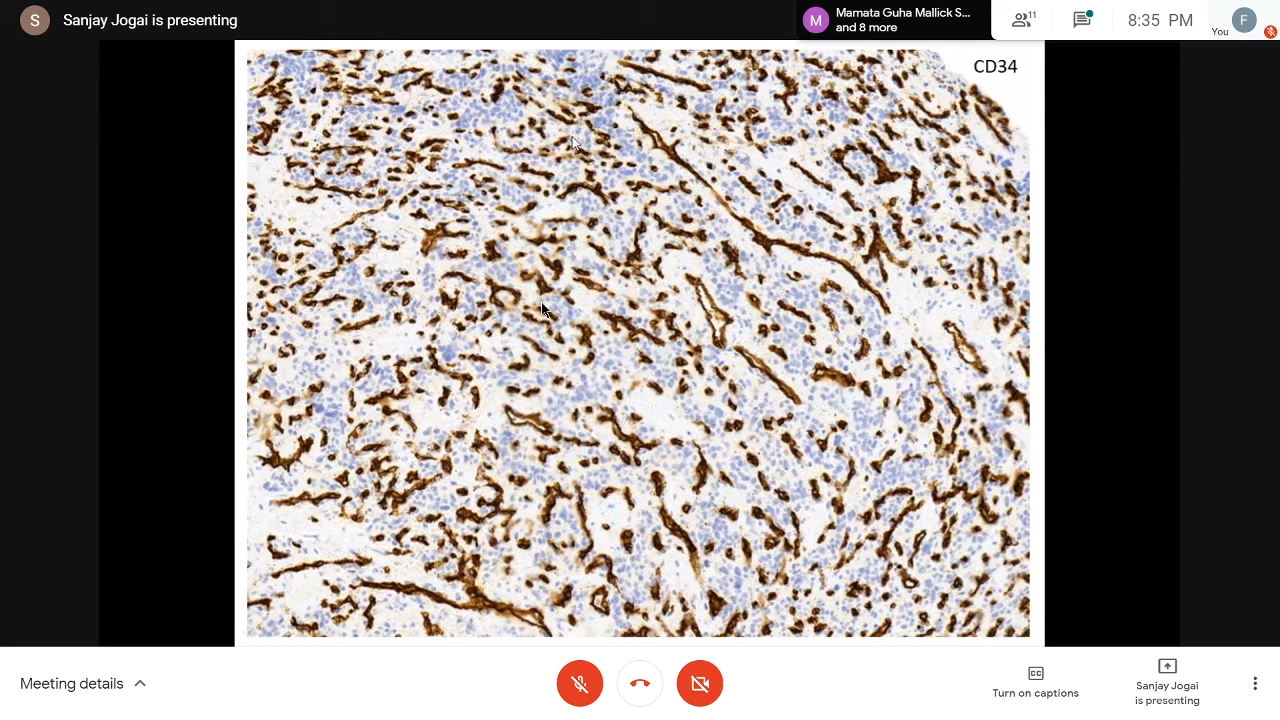 S
Sanjay Jogai is presenting
M
Mamata Guha Mallick S...
and 8 more
11
8:35 PM
You
F
CD34
Meeting details
CC
Turn on captions
Sanjay Jogai
is presenting